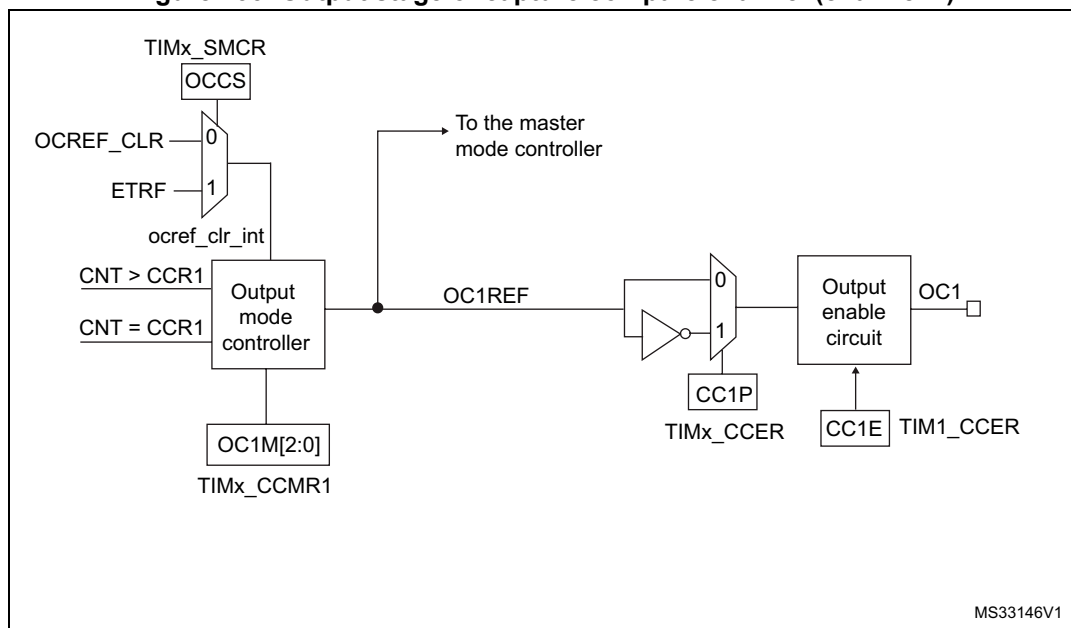 TIMx_SMCR
OCCS
OCREF_CLR
0
ETRF
1
ocref_clr_int
To the master
mode controller
CNT > CCR1
CNT = CCR1
Output
mode
controller
OC1REF
0
1
Output
enable
circuit
OC1
CC1P
TIMx_CCER
CC1E
TIM1_CCER
OC1M[2:0]
TIMx_CCMR1
MS33146V1